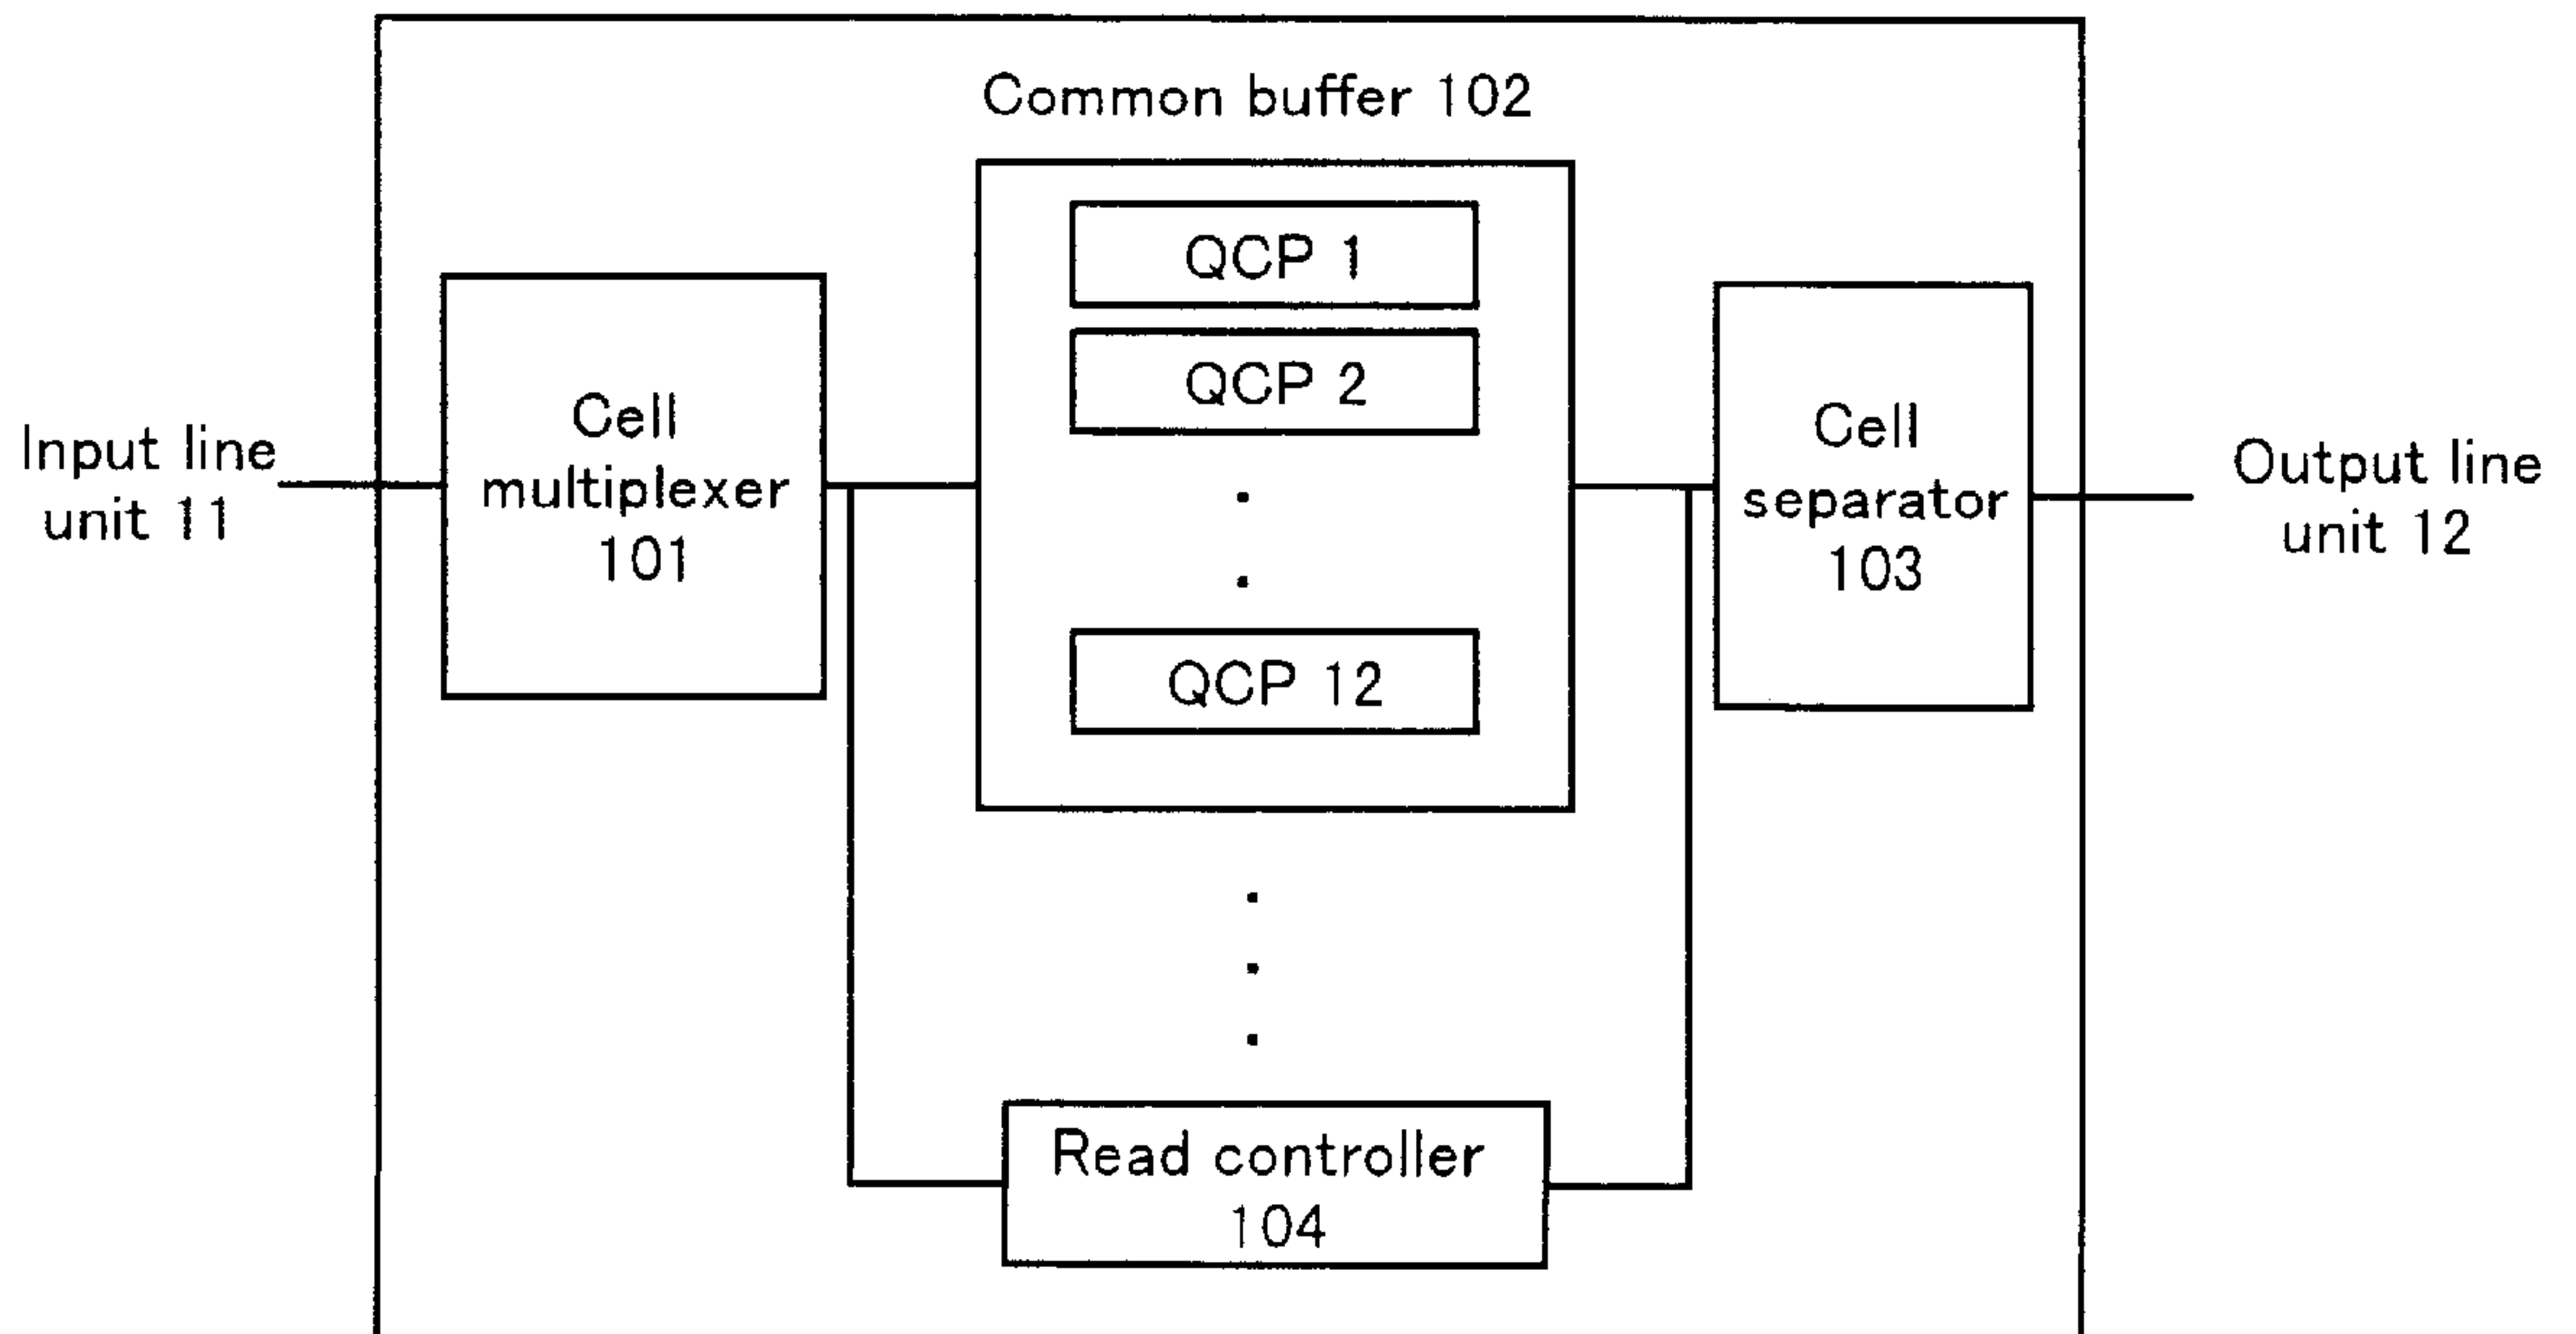 Common buffer 102
QCP 1
QCP 2
QCP 12
Input line
unit 11
Cell
multiplexer
101
Cell
separator
103
Output line
unit 12
Read controller
104